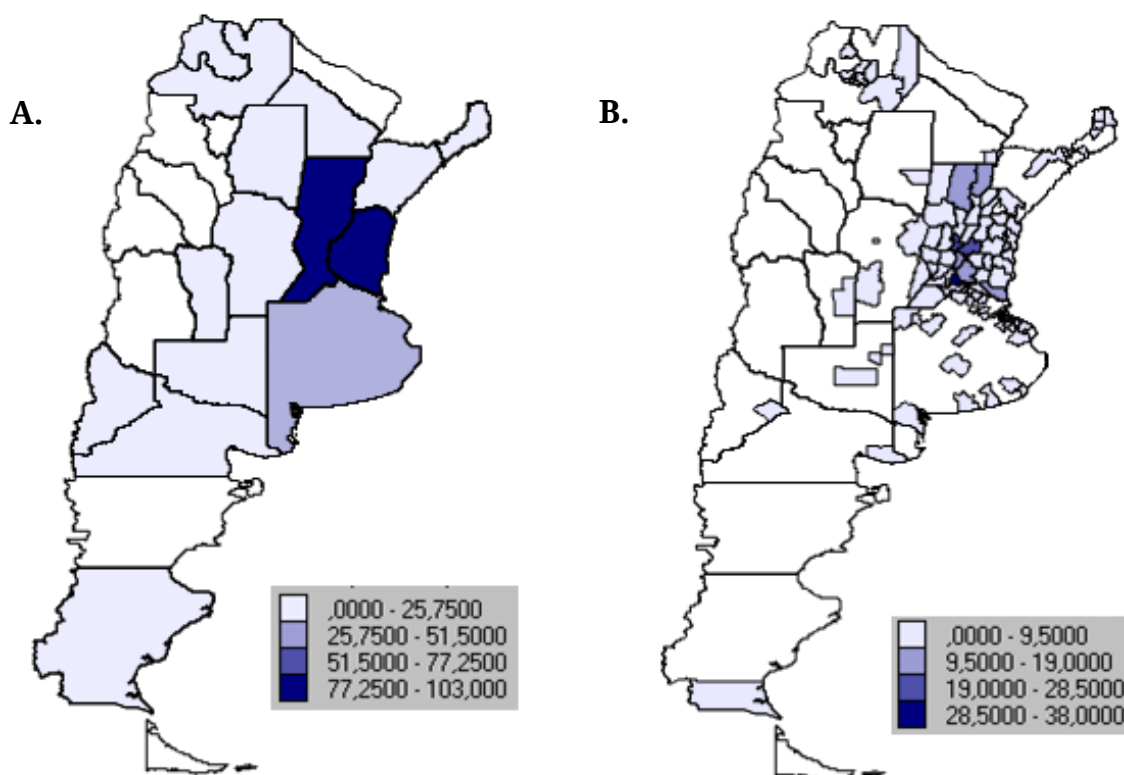 A.
B.
,0000 - 25,7500
25,7500 - 51,5000
51,5000 - 77,2500
77,2500 - 103,000
,0000 - 9,5000
9,5000 - 19,0000
19,0000 - 28,5000
28,5000 - 38,0000